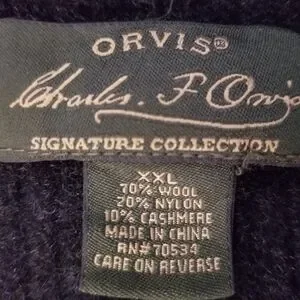 ORVIS®
Charles. F Orvis
SIGNATURE COLLECTION
XXL
70% WOOL
20% NYLON
10% CASHMERE
MADE IN CHINA
RN#70534
CARE ON REVERSE